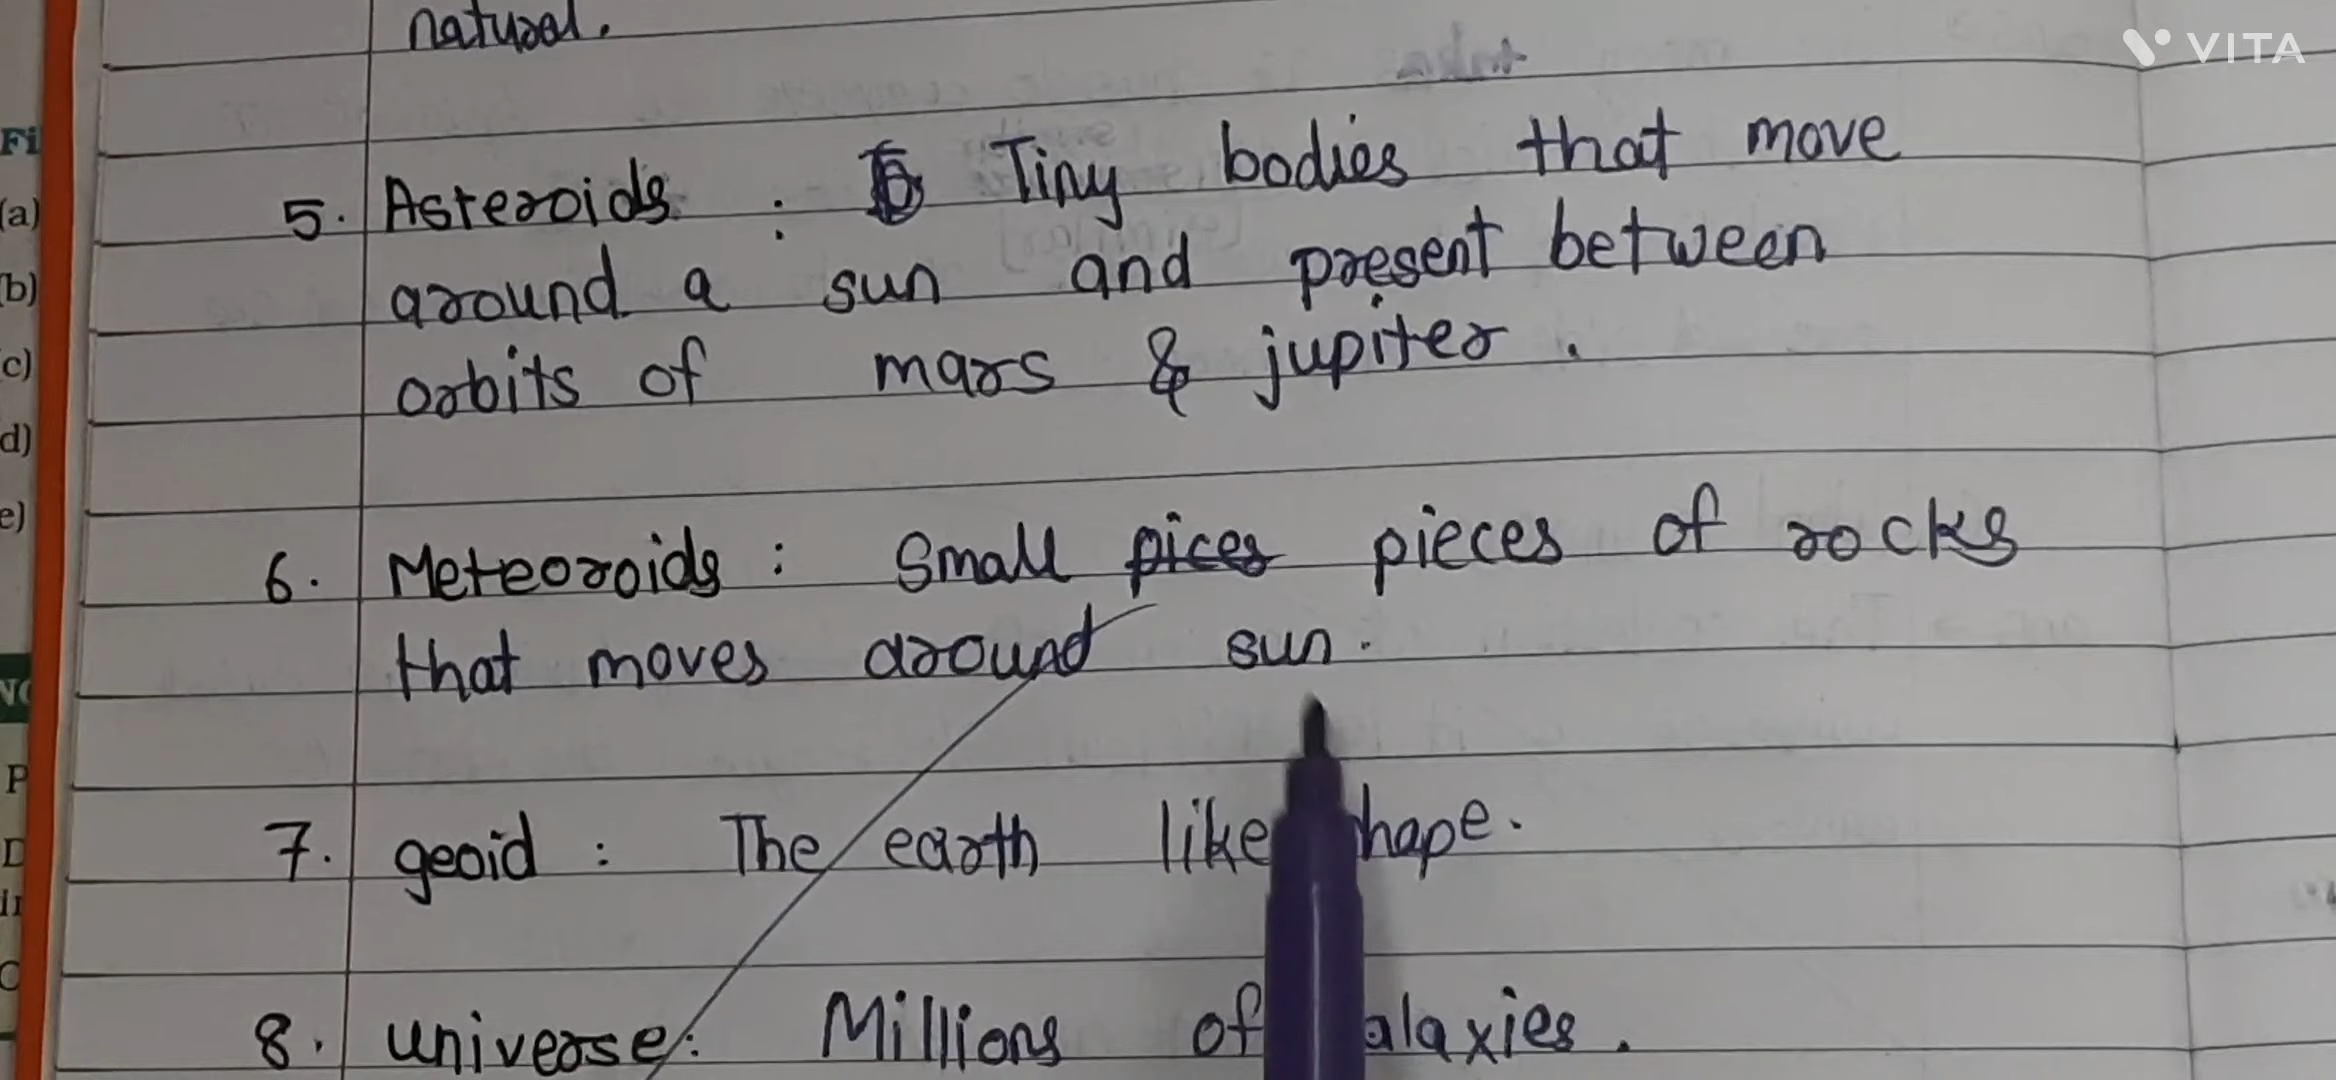 natural.
VITA
Fi
(a)
(b)
(c)
d)
e)
5. Asteroids : Tiny bodies that move
around a sun and present between
orbits of mars & jupiter.
6. Meteoroids : Small pices pieces of rocks
that moves around sun.
7. geoid : The earth like hape.
8. universe : Millions of alaxies.